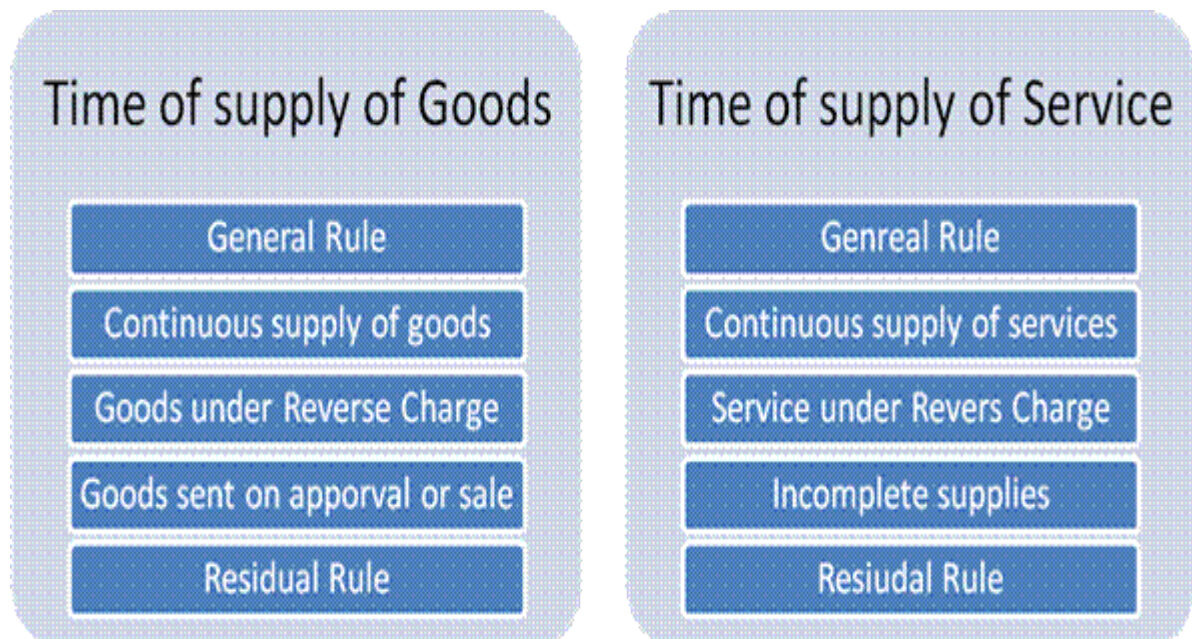 Time of supply of Goods
General Rule
Continuous supply of goods
Goods under Reverse Charge
Goods sent on apporval or sale
Residual Rule
Time of supply of Service
Genreal Rule
Continuous supply of services
Service under Revers Charge
Incomplete supplies
Resiudal Rule